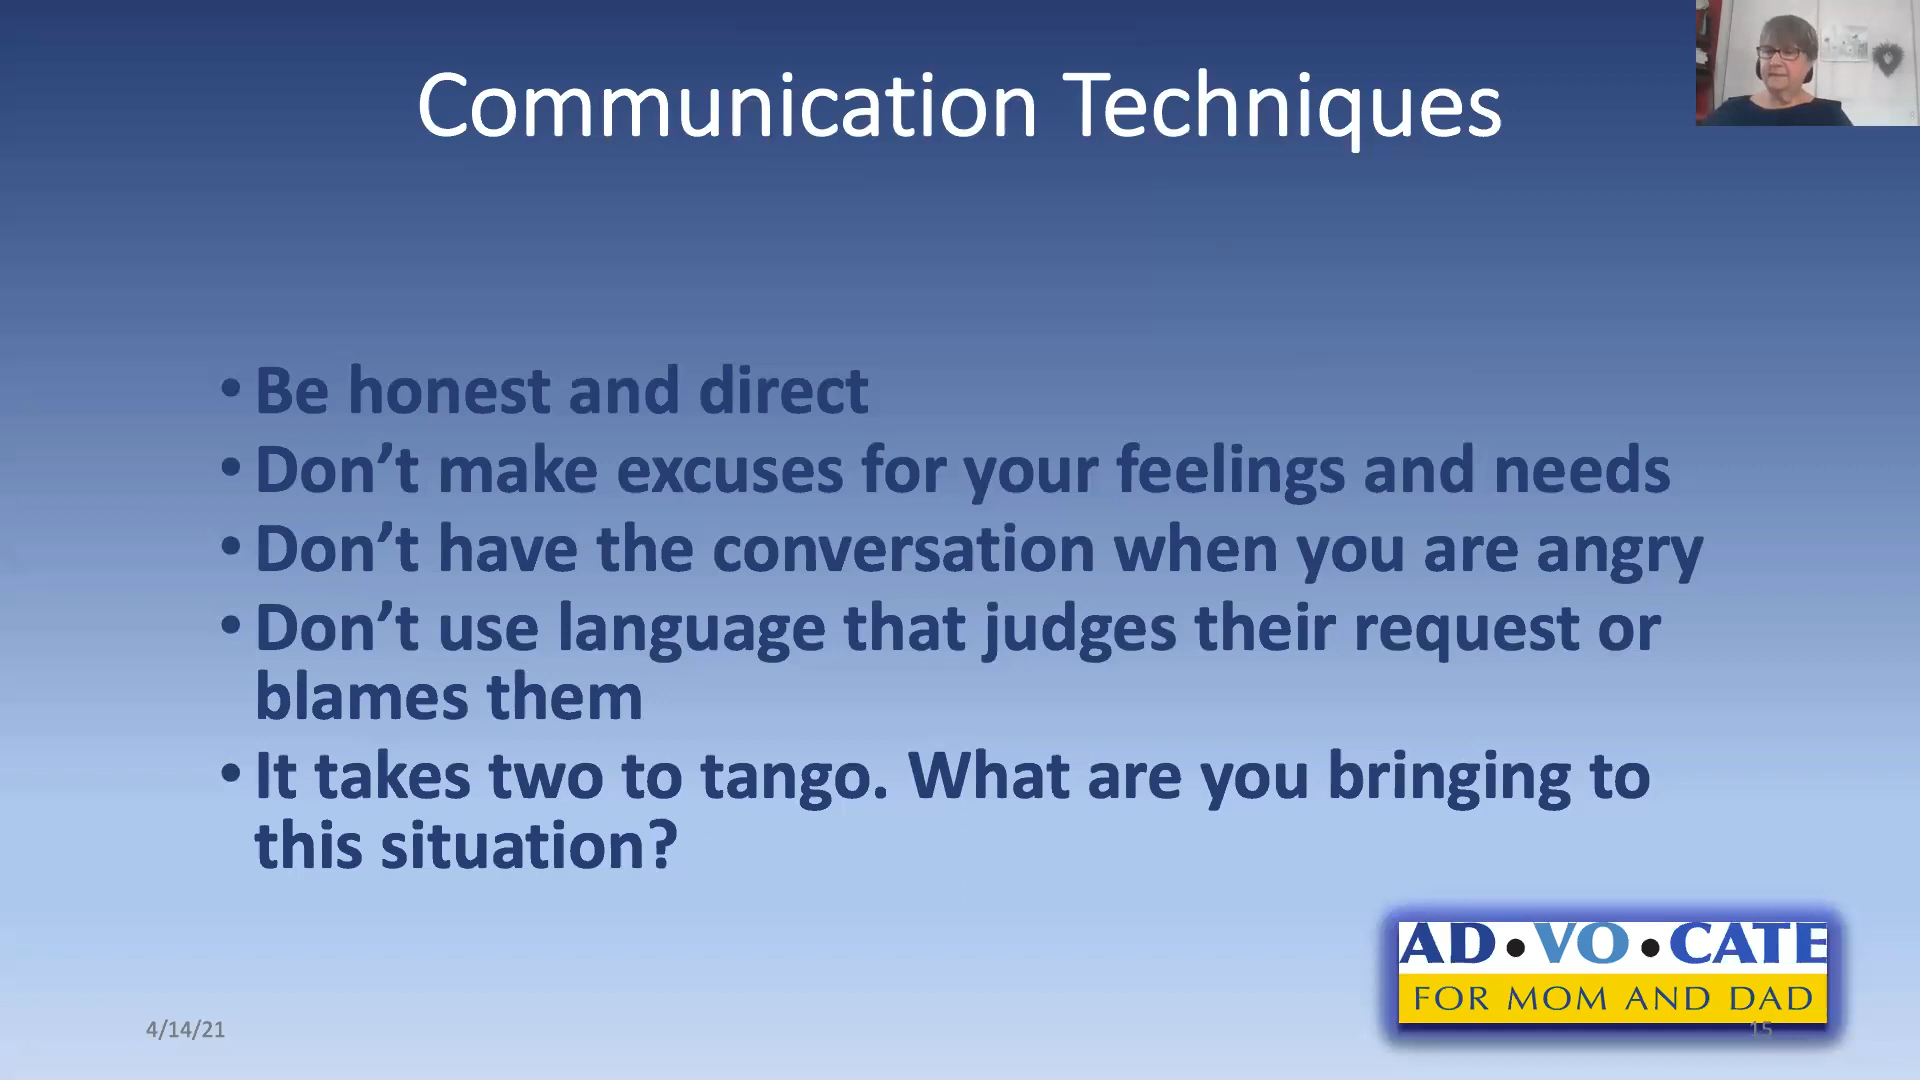 Communication Techniques
• Be honest and direct
• Don’t make excuses for your feelings and needs
• Don’t have the conversation when you are angry
• Don’t use language that judges their request or
blames them
• It takes two to tango. What are you bringing to
this situation?
AD•VO•CATE
FOR MOM AND DAD
4/14/21
15